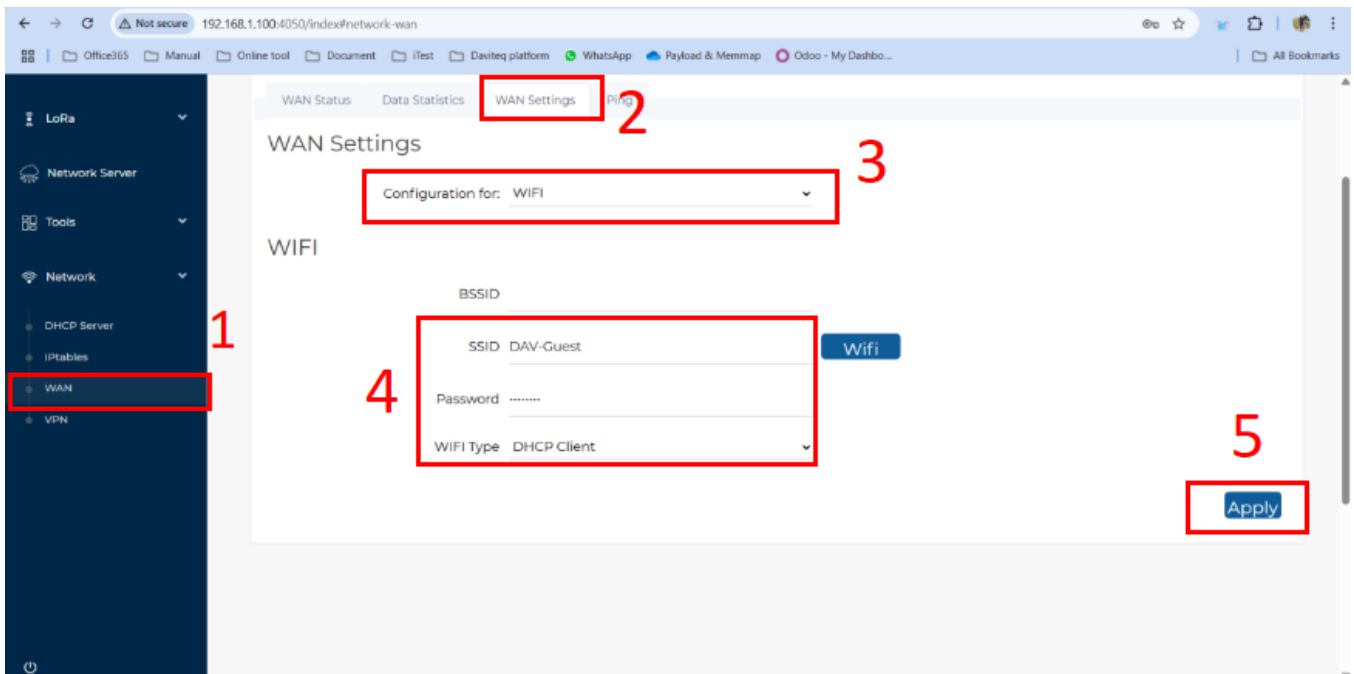 Not secure 192.168.1.100:4050/index#network-wan
Office365 Manual Online tool Document iTest Daviteq platform WhatsApp Payload & Memmap Odoo - My Dashbo... All Bookmarks
WAN Status Data Statistics WAN Settings Ping
2
LoRa
WAN Settings
3
Network Server
Configuration for: WIFI
Tools
WIFI
Network
BSSID
DHCP Server
1
SSID DAV-Guest Wifi
IPtables
WAN
4
Password ········
VPN
WIFI Type DHCP Client
5
Apply